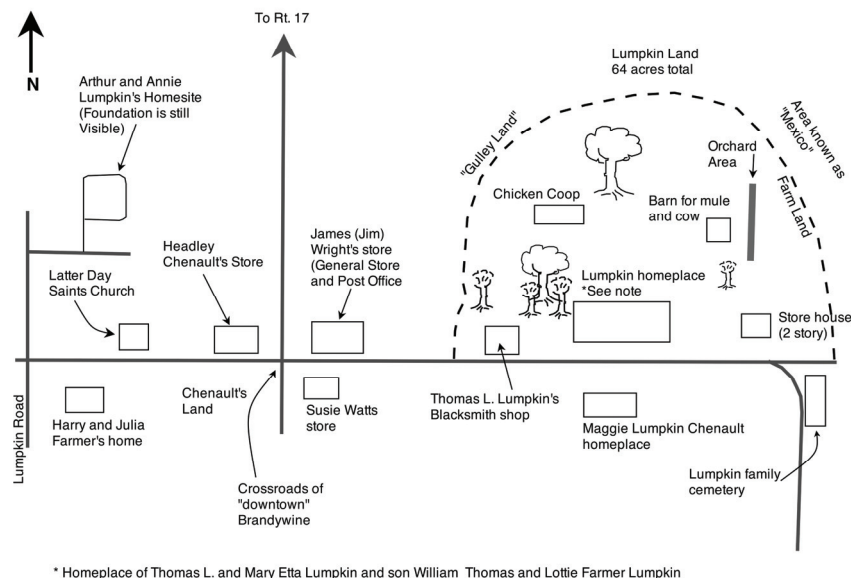 To Rt. 17
N
Arthur and Annie
Lumpkin's Homesite
(Foundation is still
Visible)
Lumpkin Land
64 acres total
"Gulley Land"
Area known as
"Mexico"
Orchard
Area
Farm Land
Chicken Coop
Barn for mule
and cow
Headley
Chenault's Store
James (Jim)
Wright's store
(General Store
and Post Office
Latter Day
Saints Church
Lumpkin homeplace
*See note
Store house
(2 story)
Lumpkin Road
Harry and Julia
Farmer's home
Chenault's
Land
Susie Watts
store
Thomas L. Lumpkin's
Blacksmith shop
Maggie Lumpkin Chenault
homeplace
Lumpkin family
cemetery
Crossroads of
"downtown"
Brandywine
* Homeplace of Thomas L. and Mary Etta Lumpkin and son William Thomas and Lottie Farmer Lumpkin